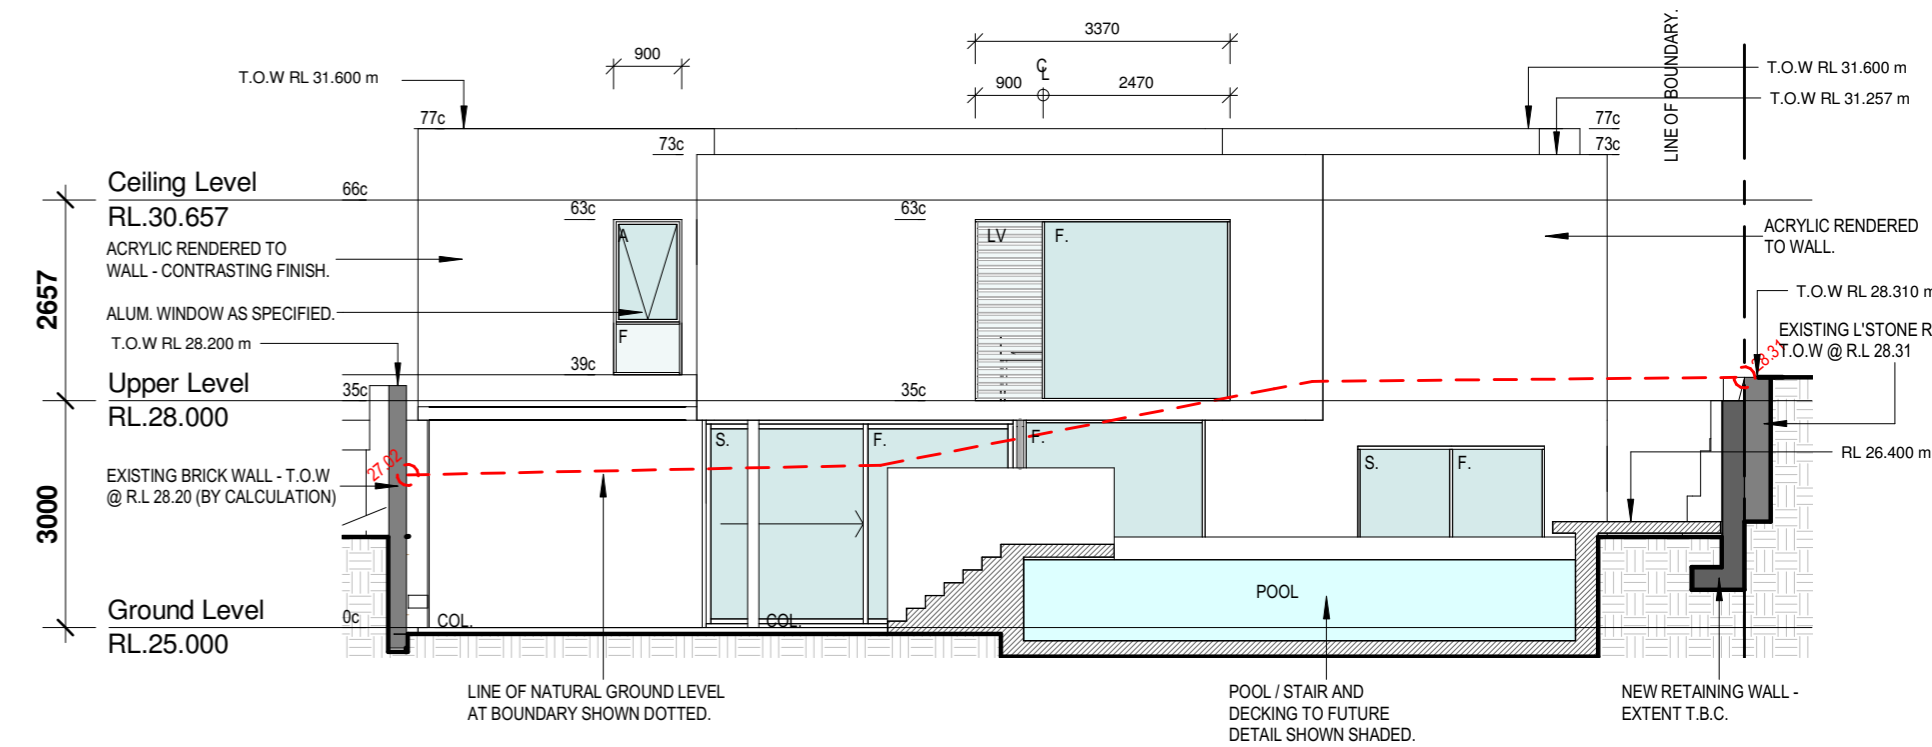 3370
900
900
2470
C
L
T.O.W RL 31.600 m
LINE OF BOUNDARY.
T.O.W RL 31.600 m
T.O.W RL 31.257 m
77c
77c
73c
73c
Ceiling Level
66c
RL.30.657
63c
63c
A
LV
F.
ACRYLIC RENDERED TO
WALL - CONTRASTING FINISH.
ACRYLIC RENDERED
TO WALL.
2657
ALUM. WINDOW AS SPECIFIED.
T.O.W RL 28.310 m
F
T.O.W RL 28.200 m
EXISTING L'STONE R
T.O.W @ R.L 28.31
28.31
39c
Upper Level
35c
35c
RL.28.000
S.
F.
F.
S.
F.
RL 26.400 m
27.02
EXISTING BRICK WALL - T.O.W
@ R.L 28.20 (BY CALCULATION)
3000
POOL
Ground Level
0c
COL.
COL.
RL.25.000
LINE OF NATURAL GROUND LEVEL
AT BOUNDARY SHOWN DOTTED.
POOL / STAIR AND
DECKING TO FUTURE
DETAIL SHOWN SHADED.
NEW RETAINING WALL -
EXTENT T.B.C.